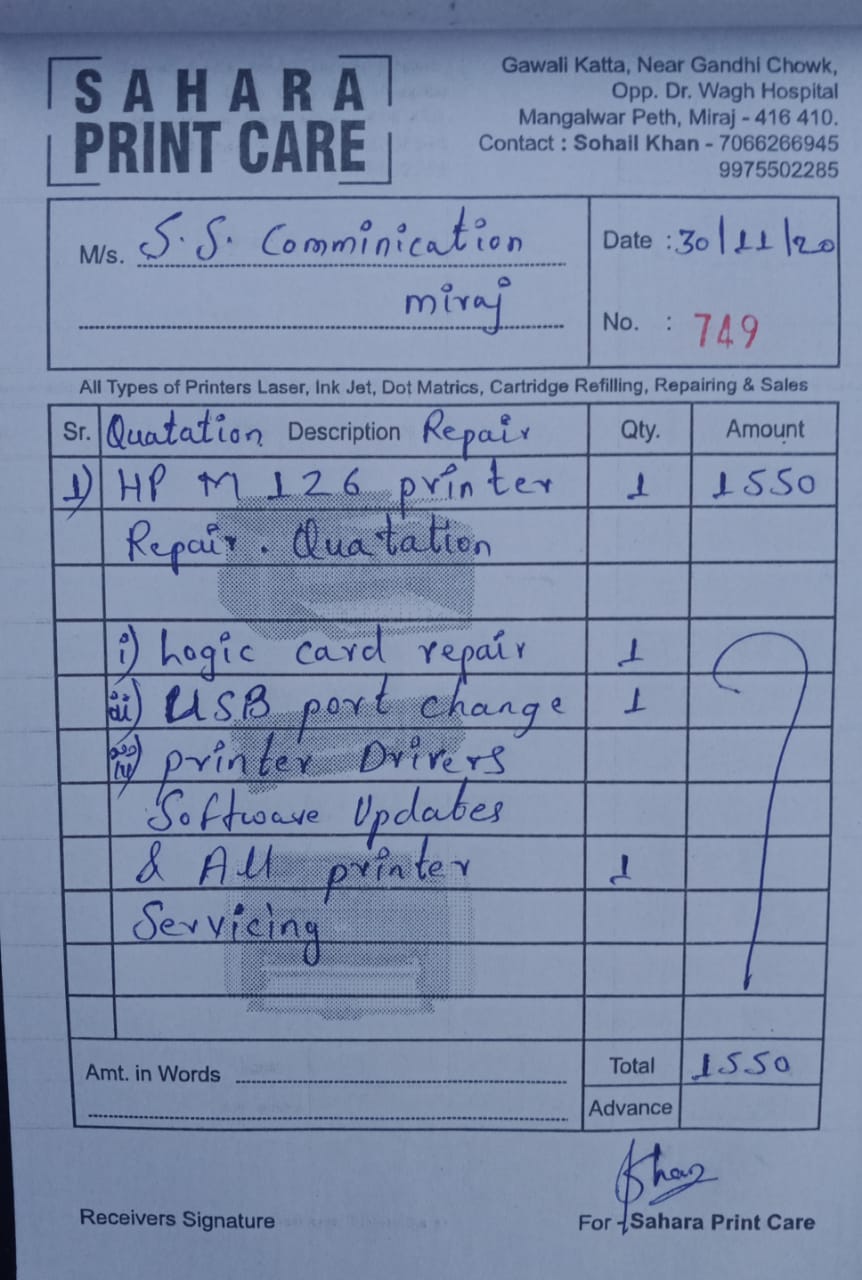 SAHARA
PRINT CARE
Gawali Katta, Near Gandhi Chowk,
Opp. Dr. Wagh Hospital
Mangalwar Peth, Miraj - 416 410.
Contact : Sohail Khan - 7066266945
9975502285
M/s. S.S. Comminication
miraj
Date : 30/11/20
No. : 749
All Types of Printers Laser, Ink Jet, Dot Matrics, Cartridge Refilling, Repairing & Sales
Sr. Quatation Description Repair Qty. Amount
1) HP M 126 printer 1 1550
Repair. Quatation
i) Logic card repair 1
ii) USB port change 1
printer Drivers
Software Updates
& All printer 1
Servicing
Amt. in Words
Total 1550
Advance
Receivers Signature
For - Sahara Print Care